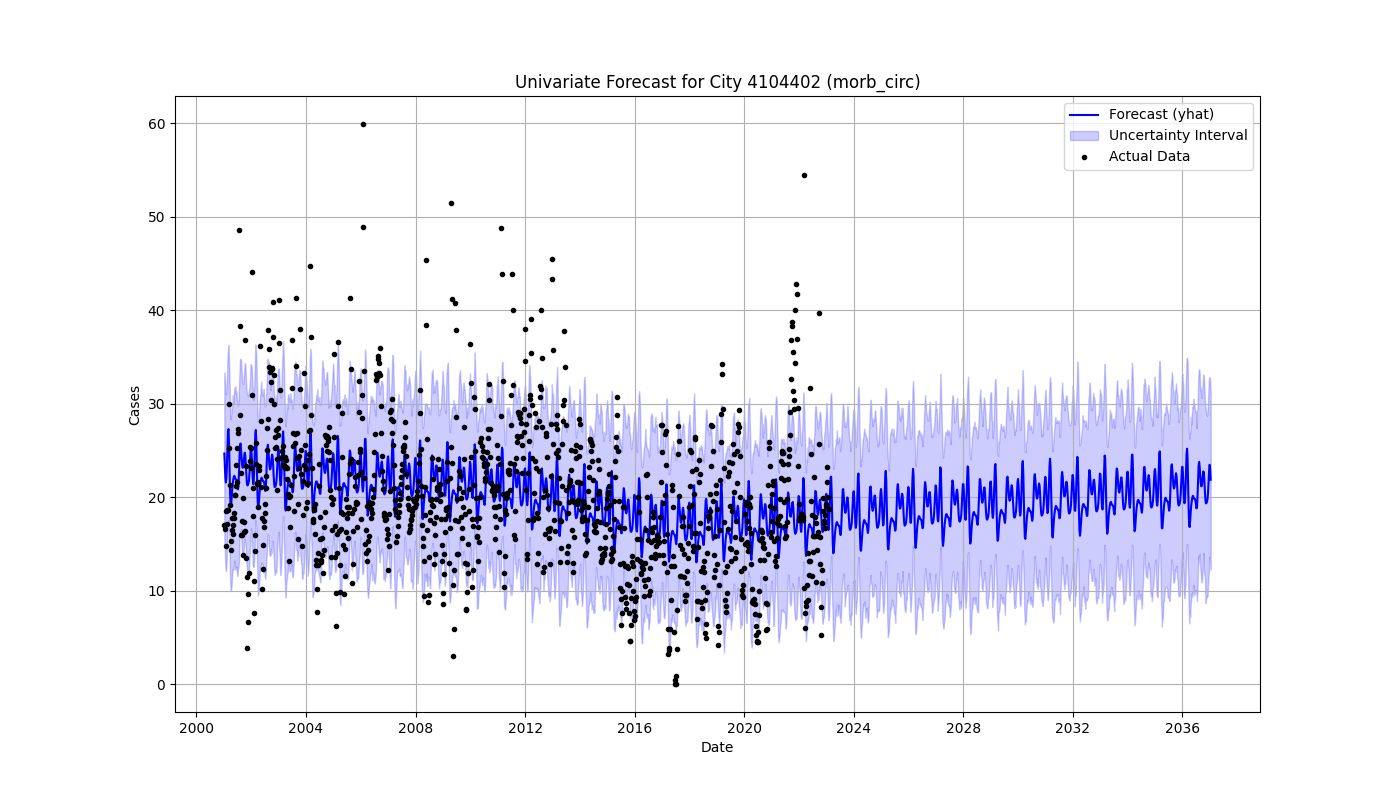 Univariate Forecast for City 4104402 (morb_circ)
Forecast (yhat)
Uncertainty Interval
Actual Data
Cases
60
50
40
30
20
10
0
2000 2004 2008 2012 2016 2020 2024 2028 2032 2036
Date